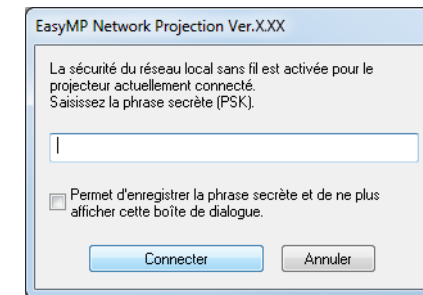 EasyMP Network Projection Ver.X.XX
La sécurité du réseau local sans fil est activée pour le
projecteur actuellement connecté.
Saisissez la phrase secrète (PSK).
Permet d'enregistrer la phrase secrète et de ne plus
afficher cette boîte de dialogue.
Connecter
Annuler